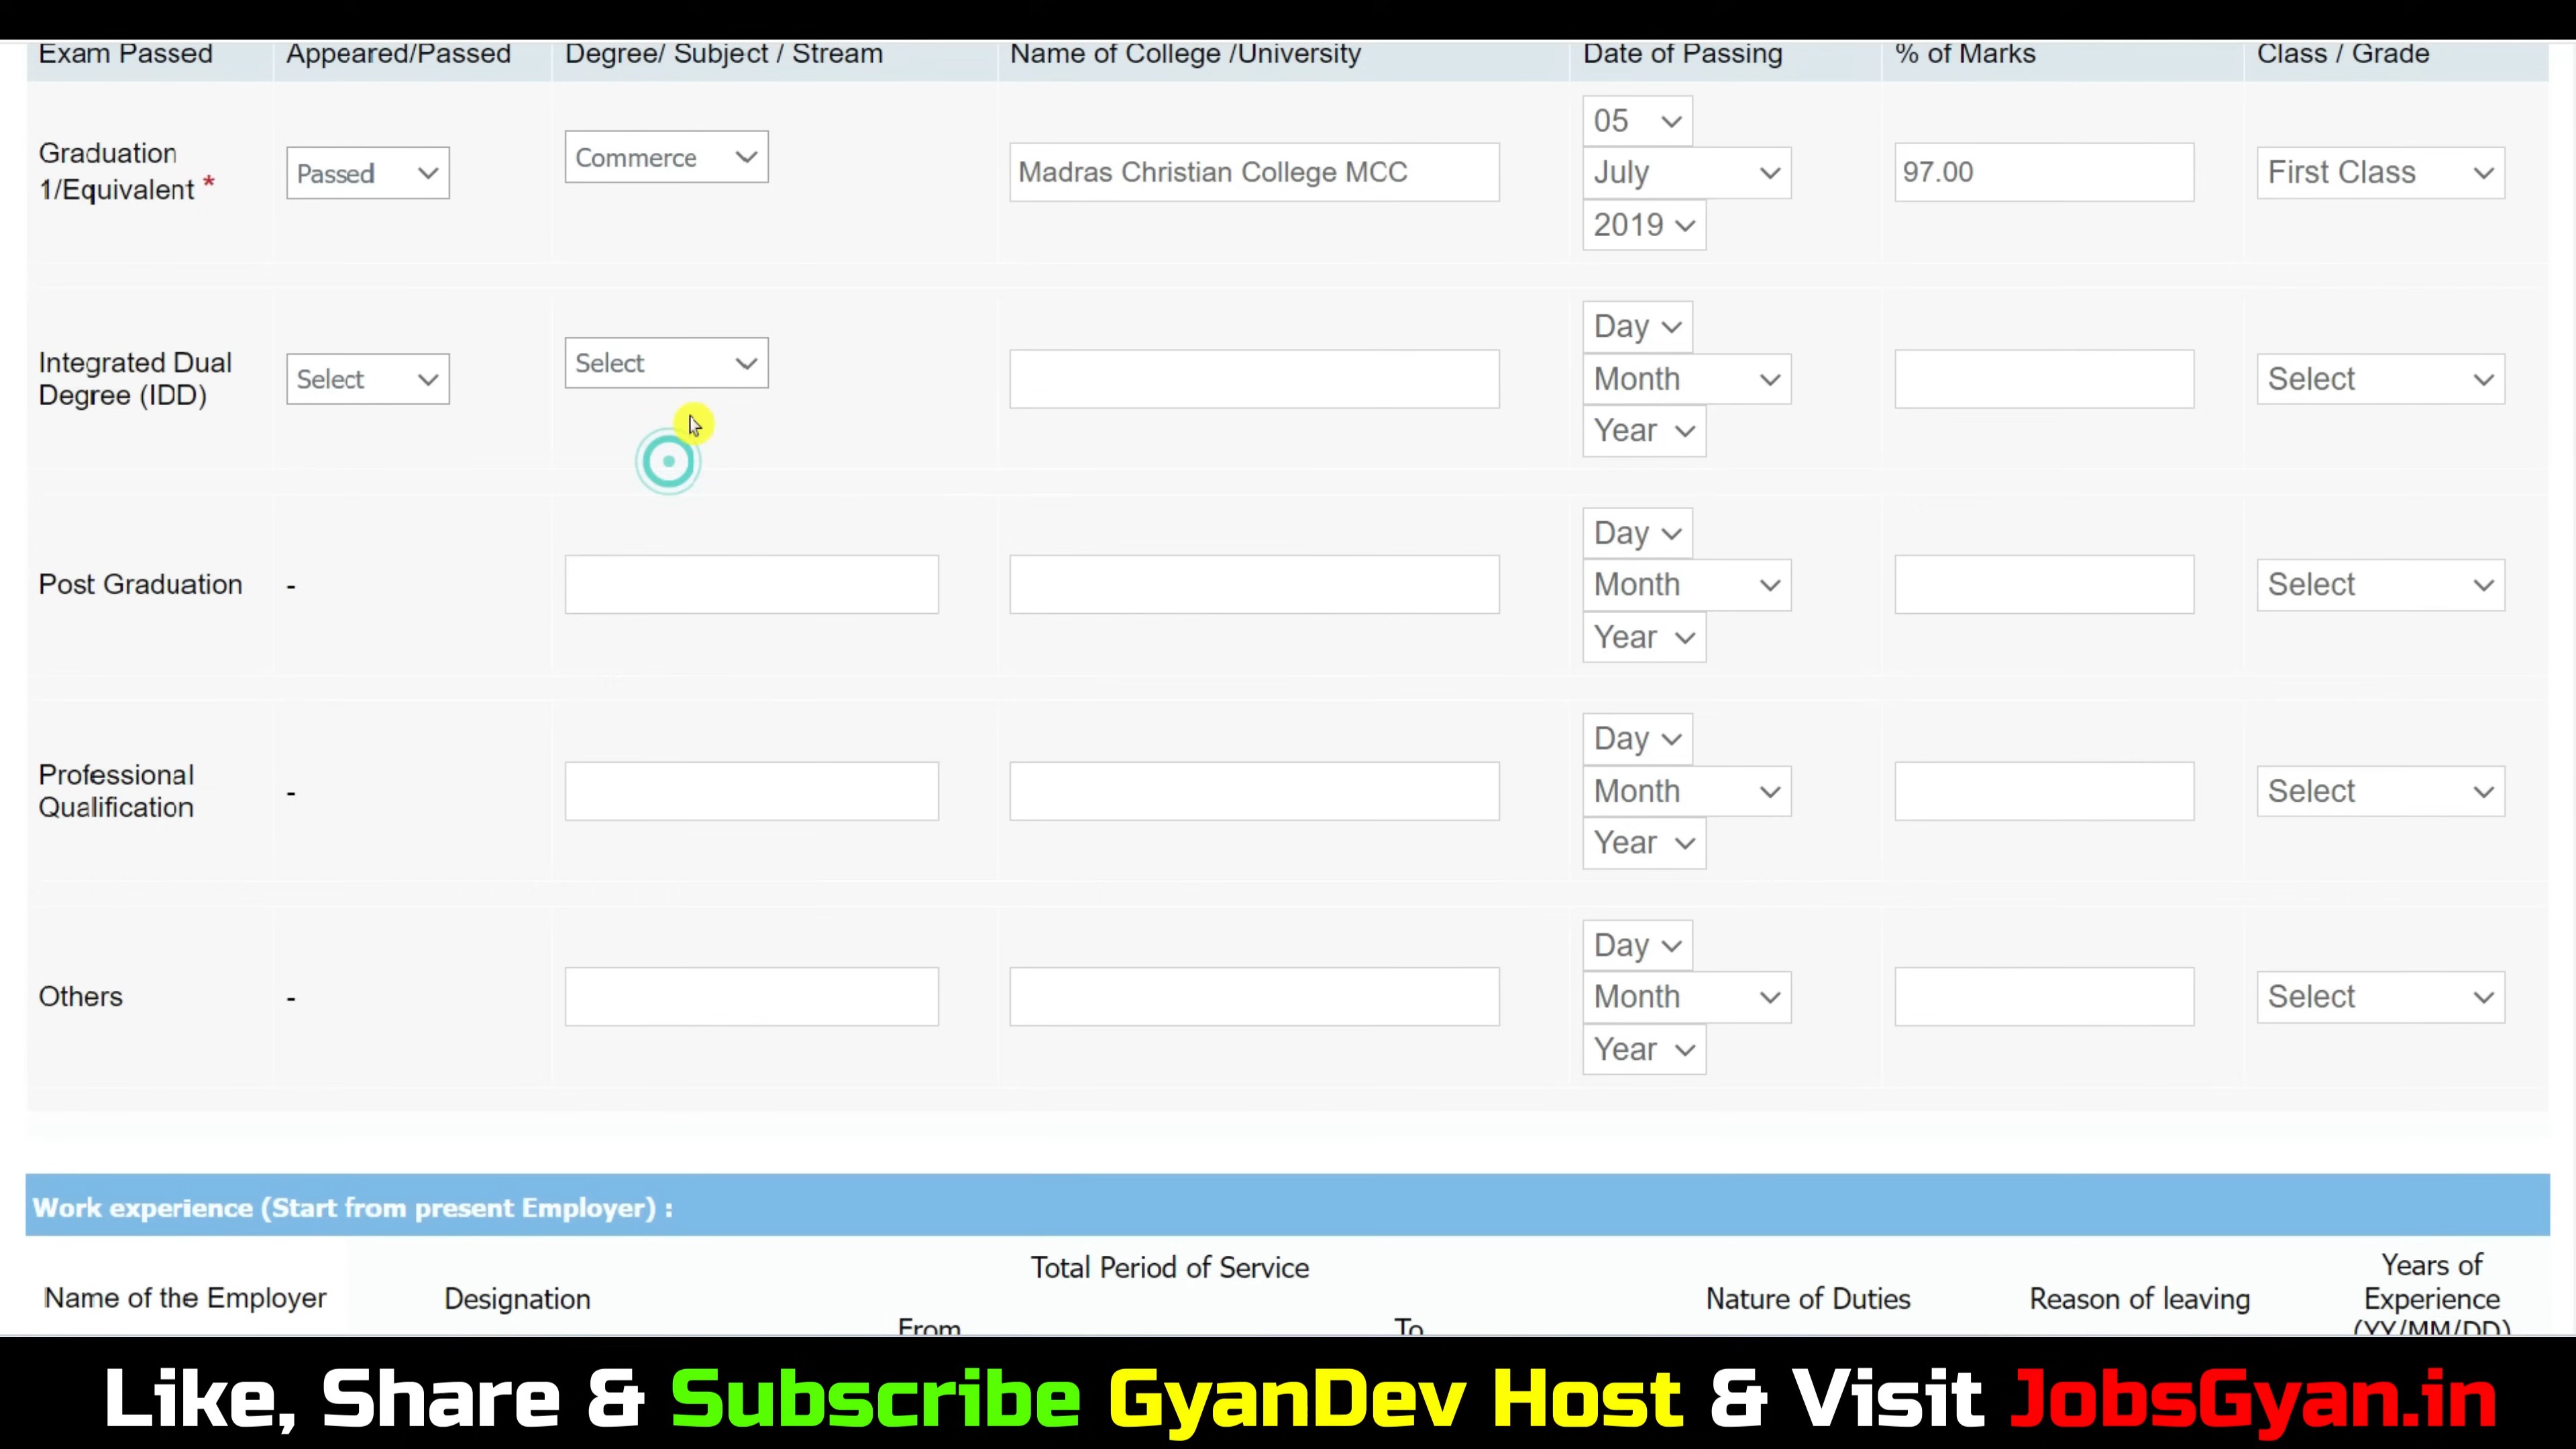 Exam Passed Appeared/Passed Degree/ Subject / Stream Name of College /University Date of Passing % of Marks Class / Grade
Graduation
1/Equivalent *
Passed
Commerce
Madras Christian College MCC
05
July
2019
97.00
First Class
Integrated Dual
Degree (IDD)
Select
Select
Day
Month
Year
Select
Post Graduation
-
Day
Month
Year
Select
Professional
Qualification
-
Day
Month
Year
Select
Others
-
Day
Month
Year
Select
Work experience (Start from present Employer) :
Name of the Employer
Designation
Total Period of Service
From
To
Nature of Duties
Reason of leaving
Years of
Experience
(YY/MM/DD)
Like, Share & Subscribe GyanDev Host & Visit JobsGyan.in